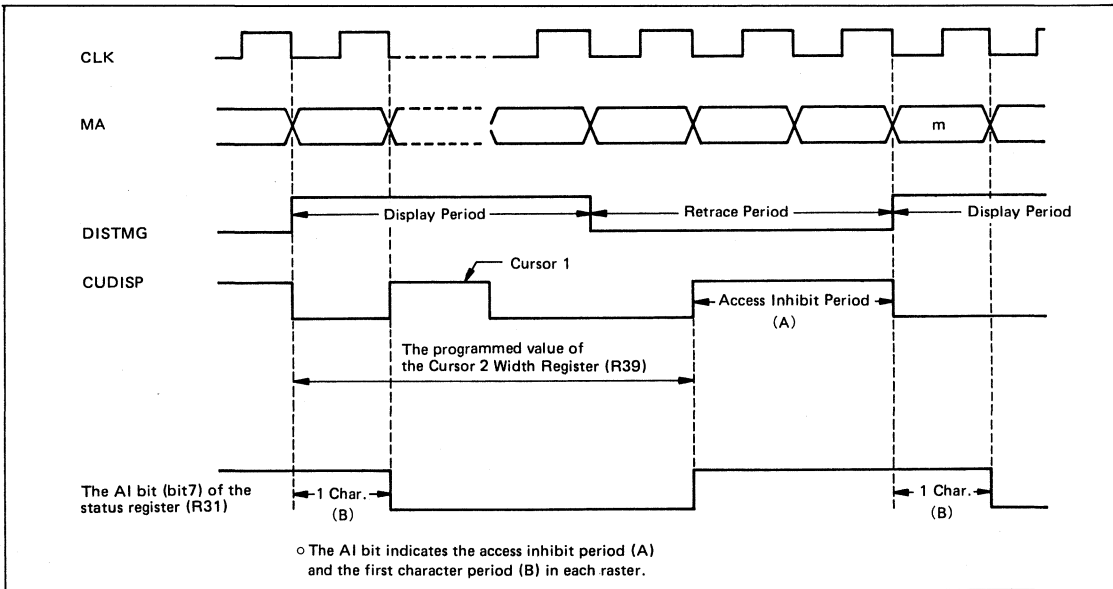 CLK
MA
m
Display Period
Retrace Period
Display Period
DISTMG
Cursor 1
CUDISP
Access Inhibit Period
(A)
The programmed value of
the Cursor 2 Width Register (R39)
The AI bit (bit7) of the
status register (R31)
1 Char.
(B)
1 Char.
(B)
○ The AI bit indicates the access inhibit period (A)
and the first character period (B) in each raster.